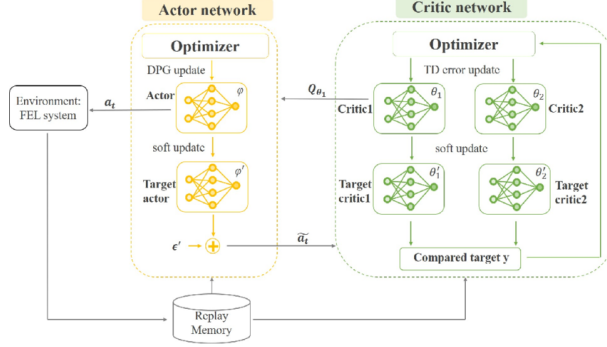 Actor network
Critic network
Optimizer
Optimizer
DPG update
TD error update
Actor
φ
Q_θ₁
Critic1
θ₁
θ₂
Critic2
a_t
Environment:
FEL system
soft update
soft update
Target
actor
φ′
Target
critic1
θ′₁
θ′₂
Target
critic2
ϵ′
+
ã_t
Compared target y
Replay
Memory